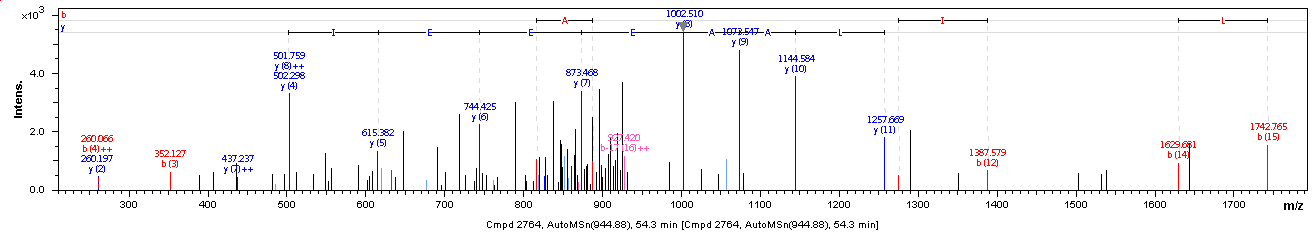 ×10³
b
y
Intens.
4.0
2.0
0.0
A
I
L
I
E
E
E
A
A
L
1002.510
y (8)
1073.547
y (9)
501.759
y (8)++
502.298
y (4)
873.468
y (7)
1144.584
y (10)
744.425
y (6)
1257.669
y (11)
615.382
y (5)
260.066
b (4)++
260.197
y (2)
352.127
b (3)
437.237
y (7)++
1387.579
b (12)
1629.681
b (14)
1742.765
b (15)
300 400 500 600 700 800 900 1000 1100 1200 1300 1400 1500 1600 1700 m/z
Cmpd 2764, AutoMSn(944.88), 54.3 min [Cmpd 2764, AutoMSn(944.88), 54.3 min]